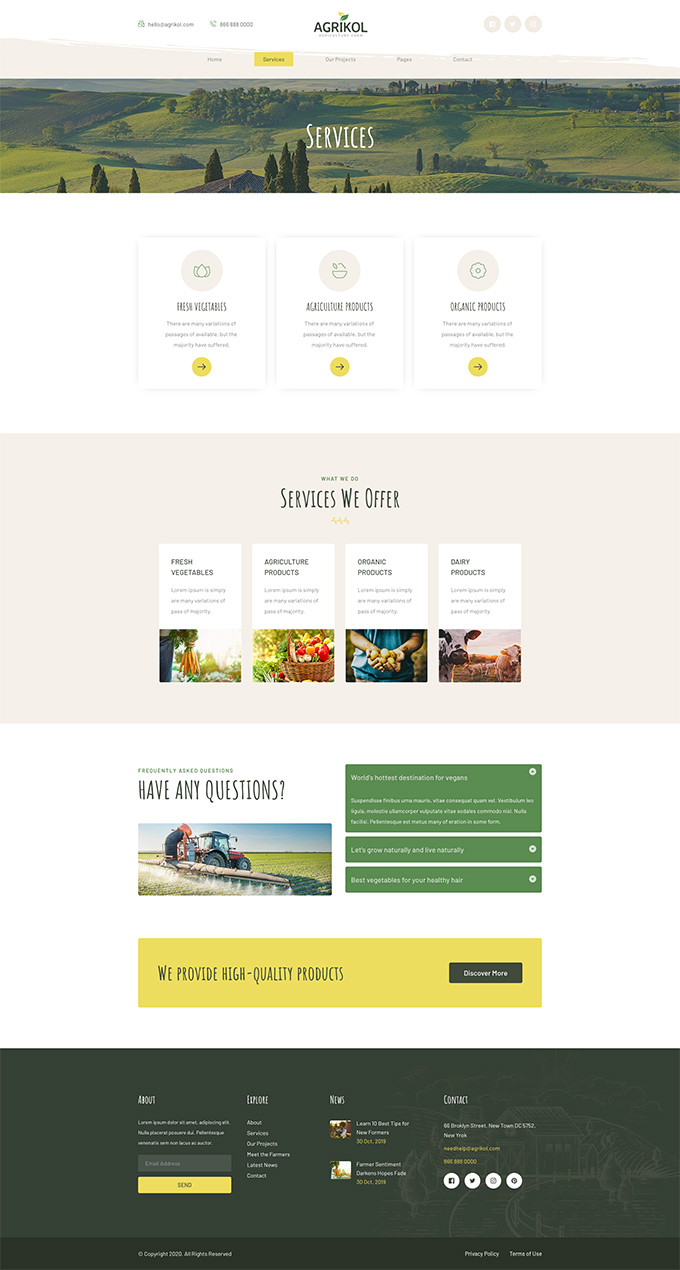 hello@agrikol.com
866 888 0000
AGRIKOL
AGRICULTURE FARM
Home
Services
Our Projects
Pages
Contact
Services
FRESH VEGETABLES
There are many variations of
passages of available, but the
majority have suffered.
AGRICULTURE PRODUCTS
There are many variations of
passages of available, but the
majority have suffered.
ORGANIC PRODUCTS
There are many variations of
passages of available, but the
majority have suffered.
WHAT WE DO
Services We Offer
FRESH
VEGETABLES
Lorem ipsum is simply
are many variations of
pass of majority.
AGRICULTURE
PRODUCTS
Lorem ipsum is simply
are many variations of
pass of majority.
ORGANIC
PRODUCTS
Lorem ipsum is simply
are many variations of
pass of majority.
DAIRY
PRODUCTS
Lorem ipsum is simply
are many variations of
pass of majority.
FREQUENTLY ASKED QUESTIONS
HAVE ANY QUESTIONS?
World's hottest destination for vegans
Suspendisse finibus urna mauris, vitae consequat quam vel. Vestibulum leo
ligula, molestie ullamcorper vulputate vitae sodales commodo nisl. Nulla
facilisi. Pellentesque est metus many of eration in some form.
Let's grow naturally and live naturally
Best vegetables for your healthy hair
We provide high-quality products
Discover More
About
Lorem ipsum dolor sit amet, adipiscing elit.
Nulla placerat posuere dui. Pellentesque
venenatis sem non lacus ac auctor.
Email Address
SEND
Explore
About
Services
Our Projects
Meet the Farmers
Latest News
Contact
News
Learn 10 Best Tips for
New Formers
30 Oct, 2019
Farmer Sentiment
Darkens Hopes Fade
30 Oct, 2019
Contact
66 Broklyn Street, New Town DC 5752,
New Yrok
needhelp@agrikol.com
866 888 0000
© Copyright 2020. All Rights Reserved
Privacy Policy
Terms of Use